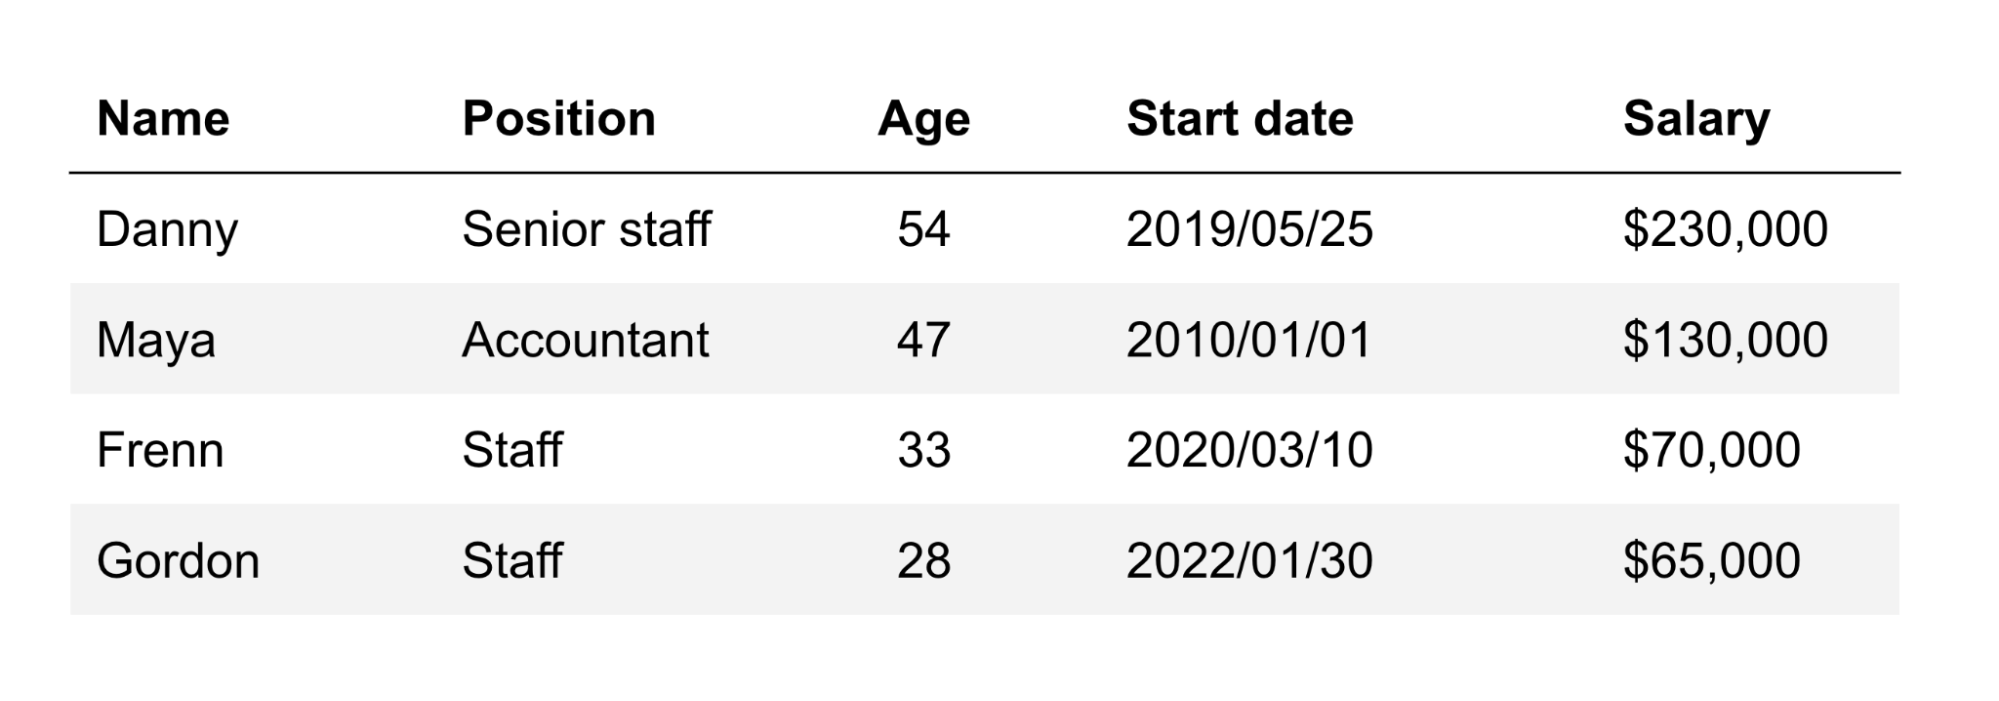 Name Position Age Start date Salary
Danny Senior staff 54 2019/05/25 $230,000
Maya Accountant 47 2010/01/01 $130,000
Frenn Staff 33 2020/03/10 $70,000
Gordon Staff 28 2022/01/30 $65,000